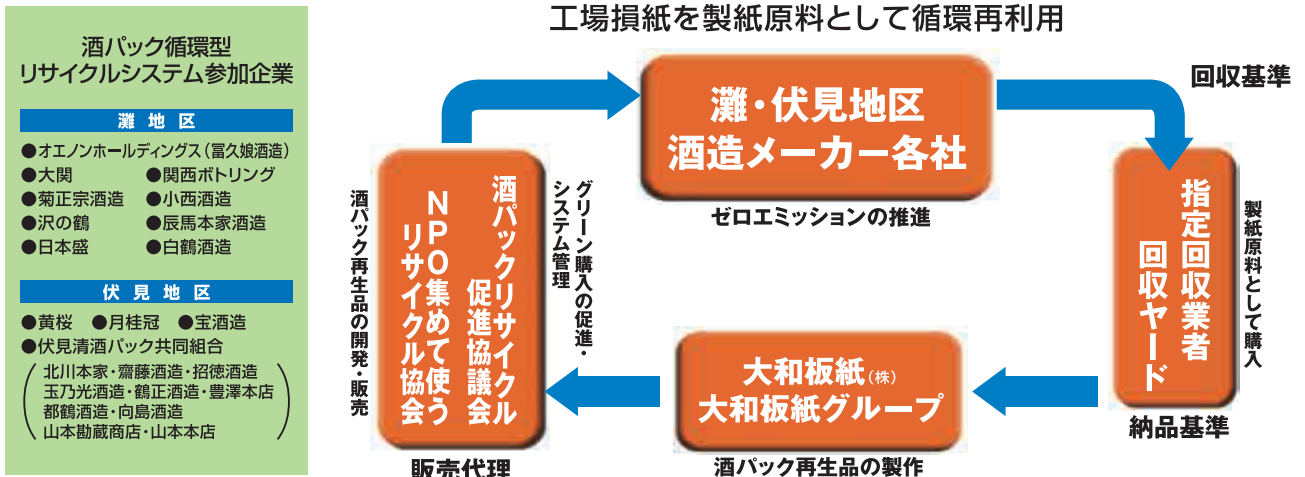 酒パック循環型
リサイクルシステム参加企業
灘地区
●オエノンホールディングス（冨久娘酒造）
●大関 ●関西ボトリング
●菊正宗酒造 ●小西酒造
●沢の鶴 ●辰馬本家酒造
●日本盛 ●白鶴酒造
伏見地区
●黄桜 ●月桂冠 ●宝酒造
●伏見清酒パック共同組合
（北川本家・齋藤酒造・招徳酒造
玉乃光酒造・鶴正酒造・豊澤本店
都鶴酒造・向島酒造
山本勘蔵商店・山本本店）
工場損紙を製紙原料として循環再利用
灘・伏見地区
酒造メーカー各社
ゼロエミッションの推進
回収基準
指定回収業者
回収ヤード
製紙原料として購入
納品基準
大和板紙（株）
大和板紙グループ
酒パック再生品の製作
グリーン購入の促進・
システム管理
酒パックリサイクル
促進協議会
NPO集めて使う
リサイクル協会
酒パック再生品の開発・販売
販売代理